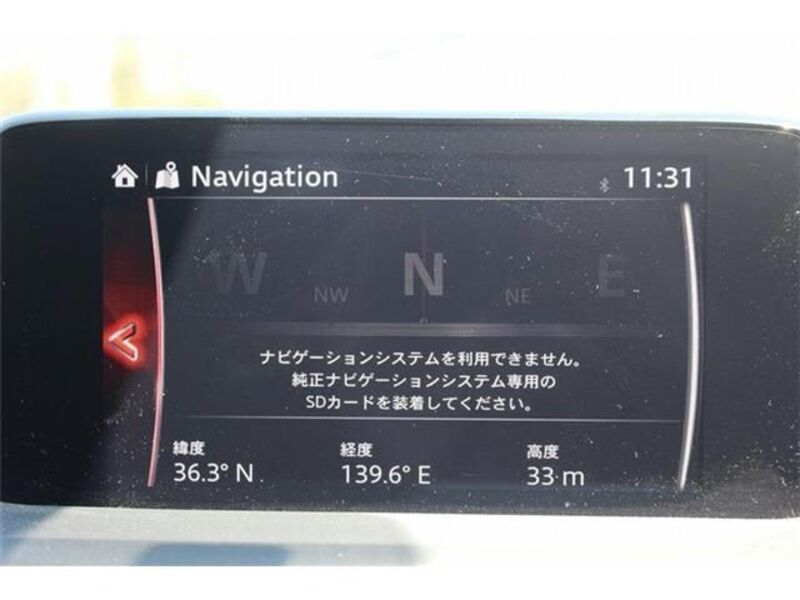 Navigation
11:31
W NW N NE E
ナビゲーションシステムを利用できません。
純正ナビゲーションシステム専用の
SDカードを装着してください。
緯度 経度 高度
36.3° N 139.6° E 33 m